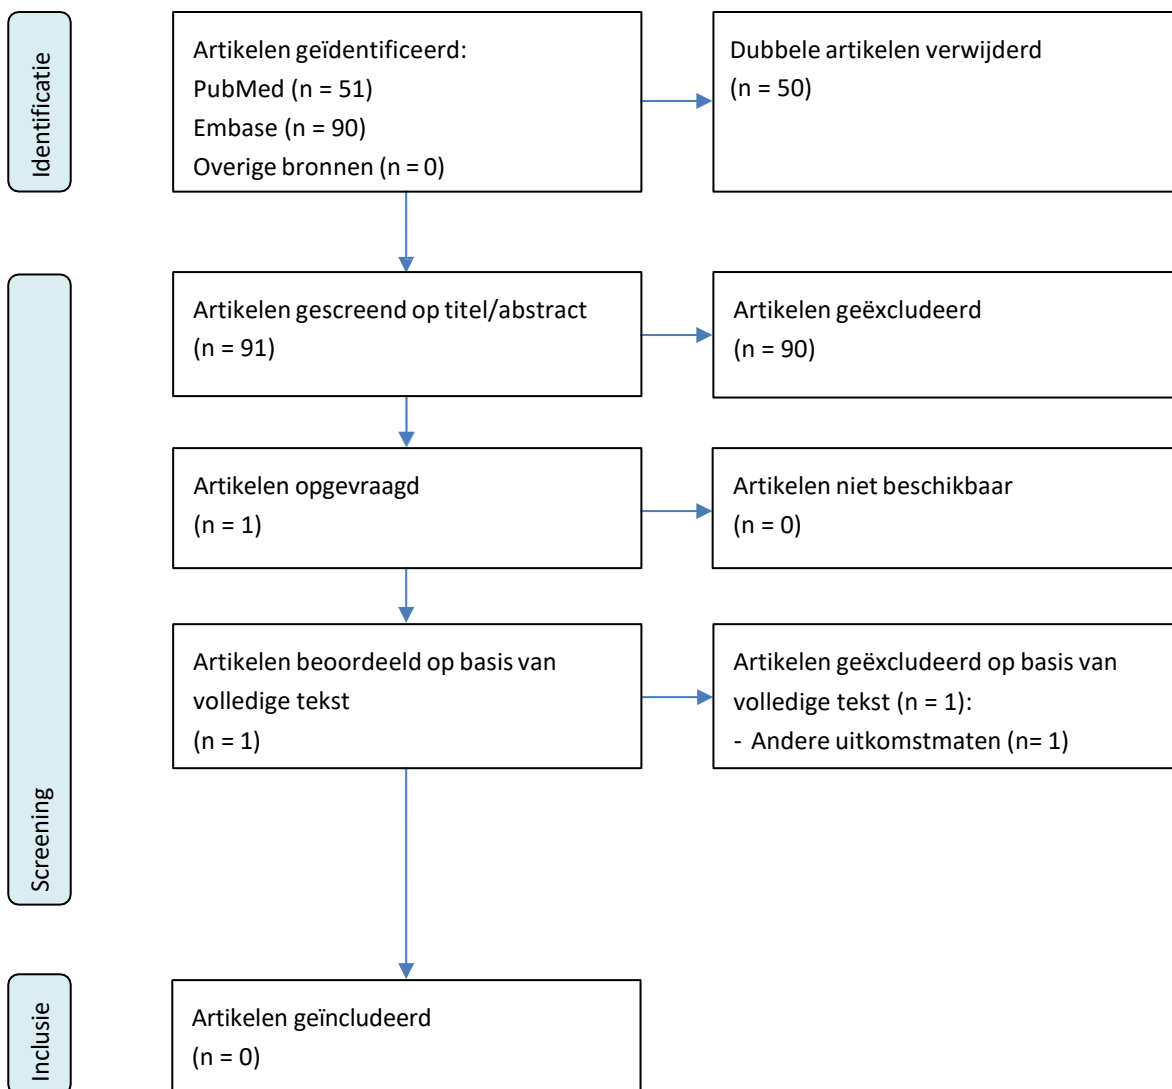 Identificatie
Artikelen geïdentificeerd:
PubMed (n = 51)
Embase (n = 90)
Overige bronnen (n = 0)
Dubbele artikelen verwijderd
(n = 50)
Screening
Artikelen gescreend op titel/abstract
(n = 91)
Artikelen geëxcludeerd
(n = 90)
Artikelen opgevraagd
(n = 1)
Artikelen niet beschikbaar
(n = 0)
Artikelen beoordeeld op basis van
volledige tekst
(n = 1)
Artikelen geëxcludeerd op basis van
volledige tekst (n = 1):
- Andere uitkomstmaten (n= 1)
Inclusie
Artikelen geïncludeerd
(n = 0)